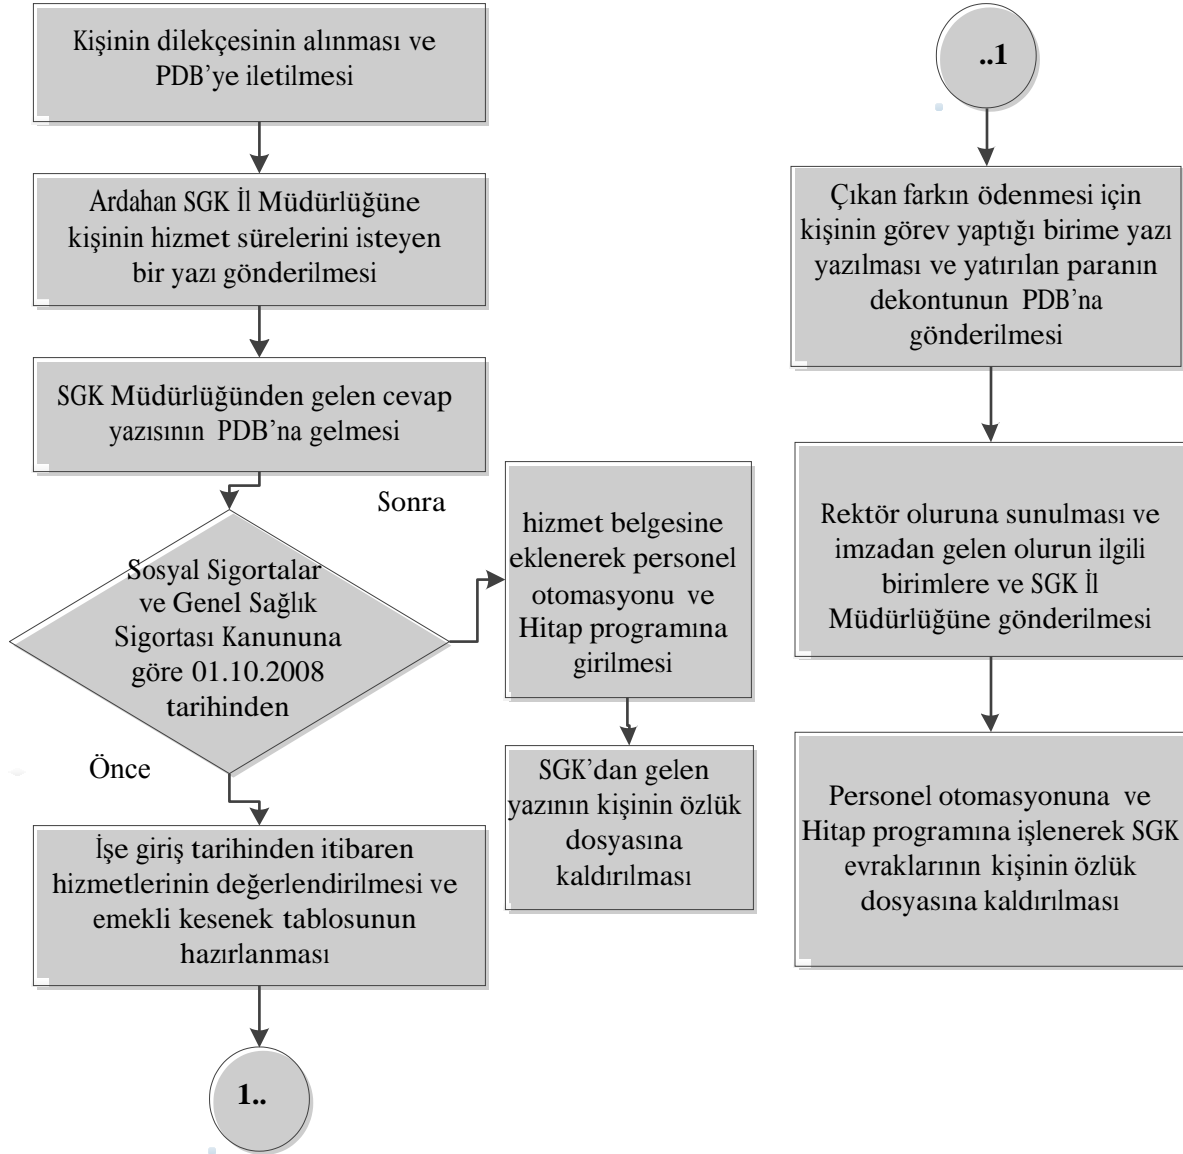 Kişinin dilekçesinin alınması ve
PDB’ye iletilmesi
Ardahan SGK İl Müdürlüğüne
kişinin hizmet sürelerini isteyen
bir yazı gönderilmesi
SGK Müdürlüğünden gelen cevap
yazısının PDB’na gelmesi
Sosyal Sigortalar
ve Genel Sağlık
Sigortası Kanununa
göre 01.10.2008
tarihinden
Sonra
hizmet belgesine
eklenerek personel
otomasyonu ve
Hitap programına
girilmesi
SGK’dan gelen
yazının kişinin özlük
dosyasına
kaldırılması
Önce
İşe giriş tarihinden itibaren
hizmetlerinin değerlendirilmesi ve
emekli kesenek tablosunun
hazırlanması
1..
..1
Çıkan farkın ödenmesi için
kişinin görev yaptığı birime yazı
yazılması ve yatırılan paranın
dekontunun PDB’na
gönderilmesi
Rektör oluruna sunulması ve
imzadan gelen olurun ilgili
birimlere ve SGK İl
Müdürlüğüne gönderilmesi
Personel otomasyonuna ve
Hitap programına işlenerek SGK
evraklarının kişinin özlük
dosyasına kaldırılması